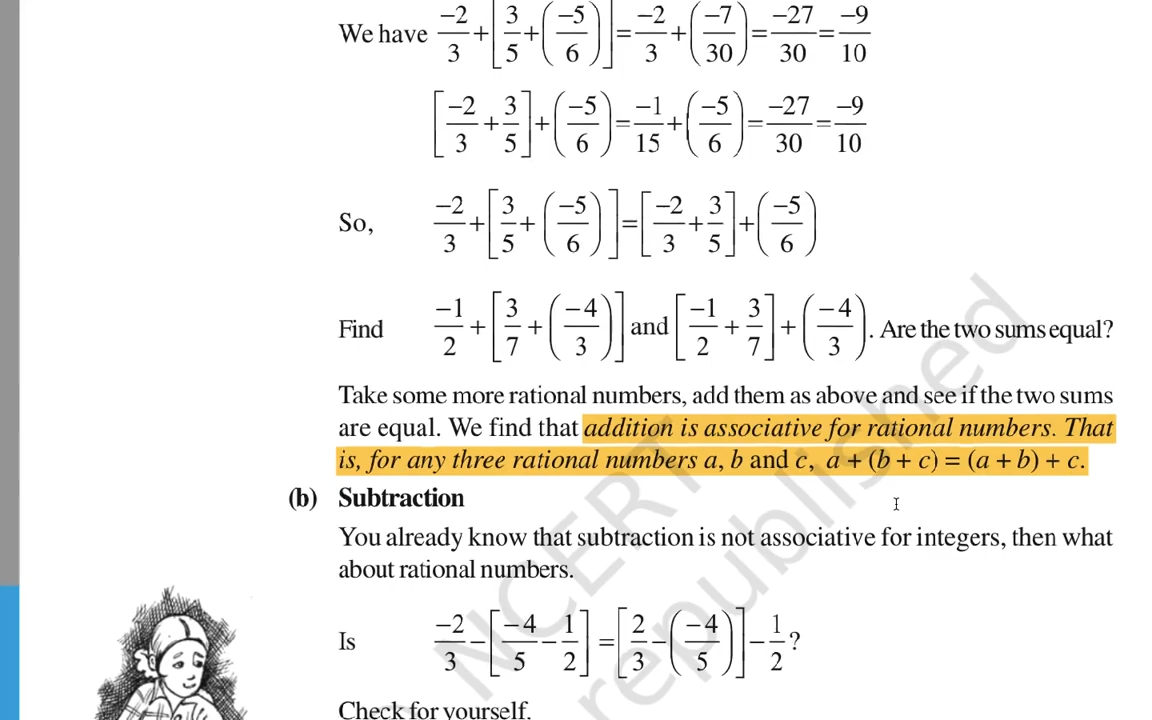 We have -2/3 + [3/5 + (-5/6)] = -2/3 + (-7/30) = -27/30 = -9/10
[-2/3 + 3/5] + (-5/6) = -1/15 + (-5/6) = -27/30 = -9/10
So, -2/3 + [3/5 + (-5/6)] = [-2/3 + 3/5] + (-5/6)
Find -1/2 + [3/7 + (-4/3)] and [-1/2 + 3/7] + (-4/3). Are the two sums equal?
Take some more rational numbers, add them as above and see if the two sums
are equal. We find that addition is associative for rational numbers. That
is, for any three rational numbers a, b and c, a + (b + c) = (a + b) + c.
(b) Subtraction
You already know that subtraction is not associative for integers, then what
about rational numbers.
Is -2/3 - [-4/5 - 1/2] = [2/3 - (-4/5)] - 1/2?
Check for yourself.
NCERT
republished